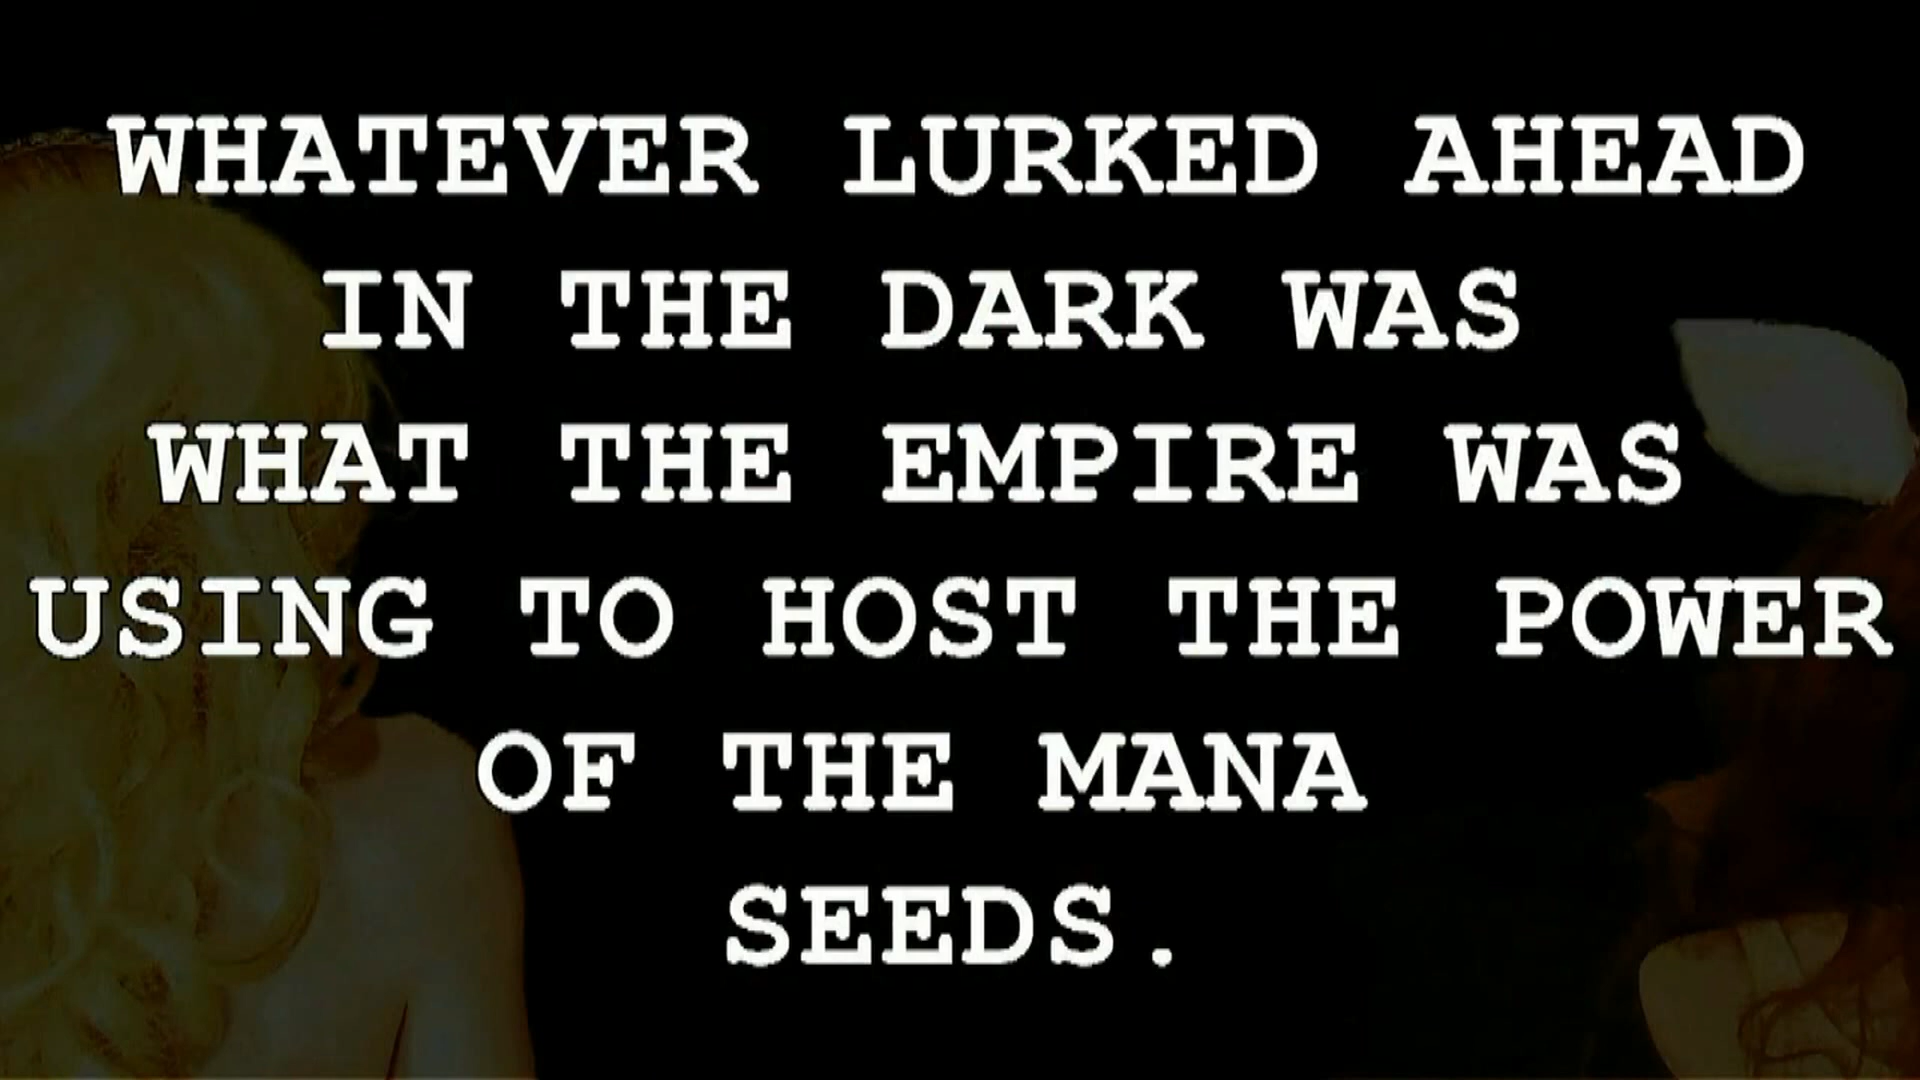 WHATEVER LURKED AHEAD
IN THE DARK WAS
WHAT THE EMPIRE WAS
USING TO HOST THE POWER
OF THE MANA
SEEDS.